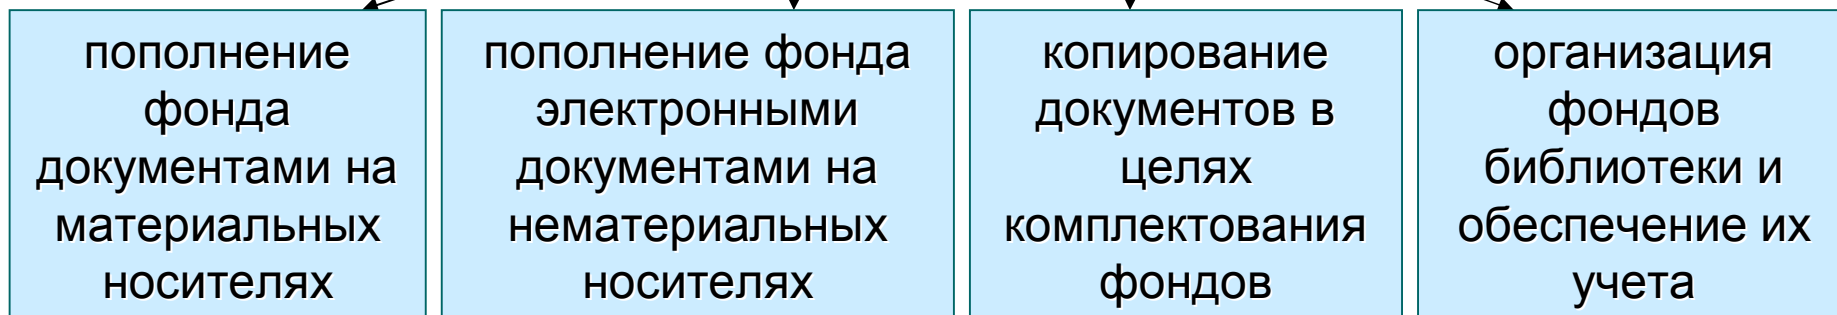 пополнение
фонда
документами на
материальных
носителях
пополнение фонда
электронными
документами на
нематериальных
носителях
копирование
документов в
целях
комплектования
фондов
организация
фондов
библиотеки и
обеспечение их
учета